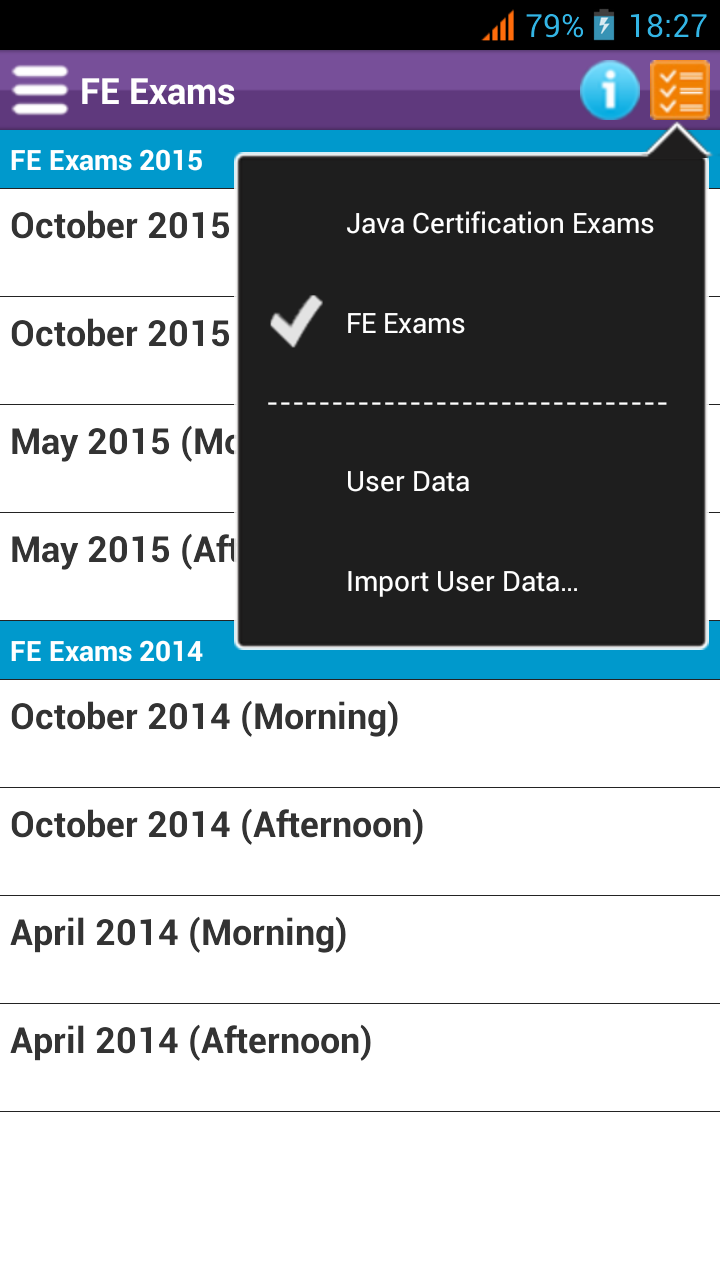 79% 18:27
FE Exams
FE Exams 2015
October 2015
October 2015
May 2015
May 2015
Java Certification Exams
FE Exams
User Data
Import User Data...
FE Exams 2014
October 2014 (Morning)
October 2014 (Afternoon)
April 2014 (Morning)
April 2014 (Afternoon)